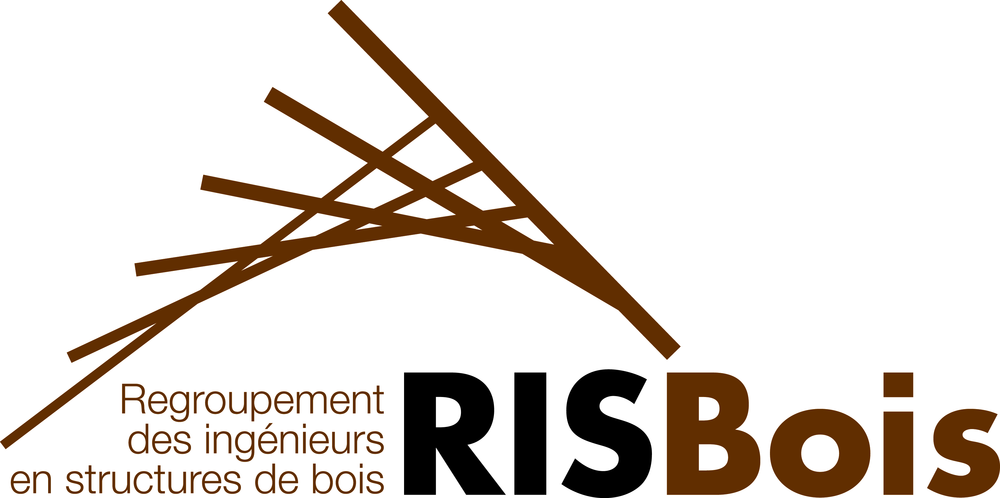 Regroupement
des ingénieurs
en structures de bois
RISBois